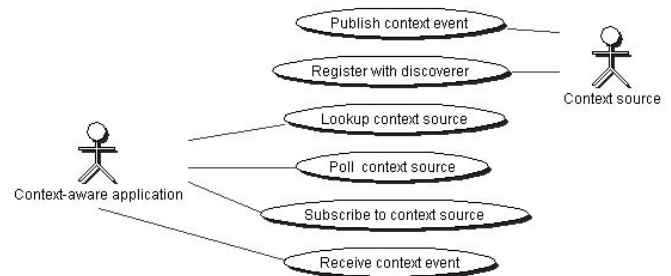 Publish context event
Register with discoverer
Context source
Lookup context source
Poll context source
Context-aware application
Subscribe to context source
Receive context event